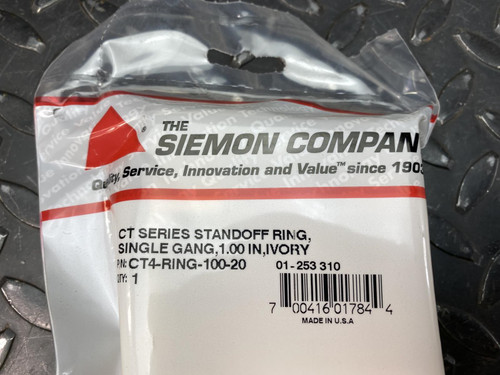 THE
SIEMON COMPAN
®
Quality, Service, Innovation and Value™ since 1903
CT SERIES STANDOFF RING,
SINGLE GANG,1.00 IN,IVORY
P/N: CT4-RING-100-20 01-253 310
QTY: 1
7 00416 01784 4
MADE IN U.S.A